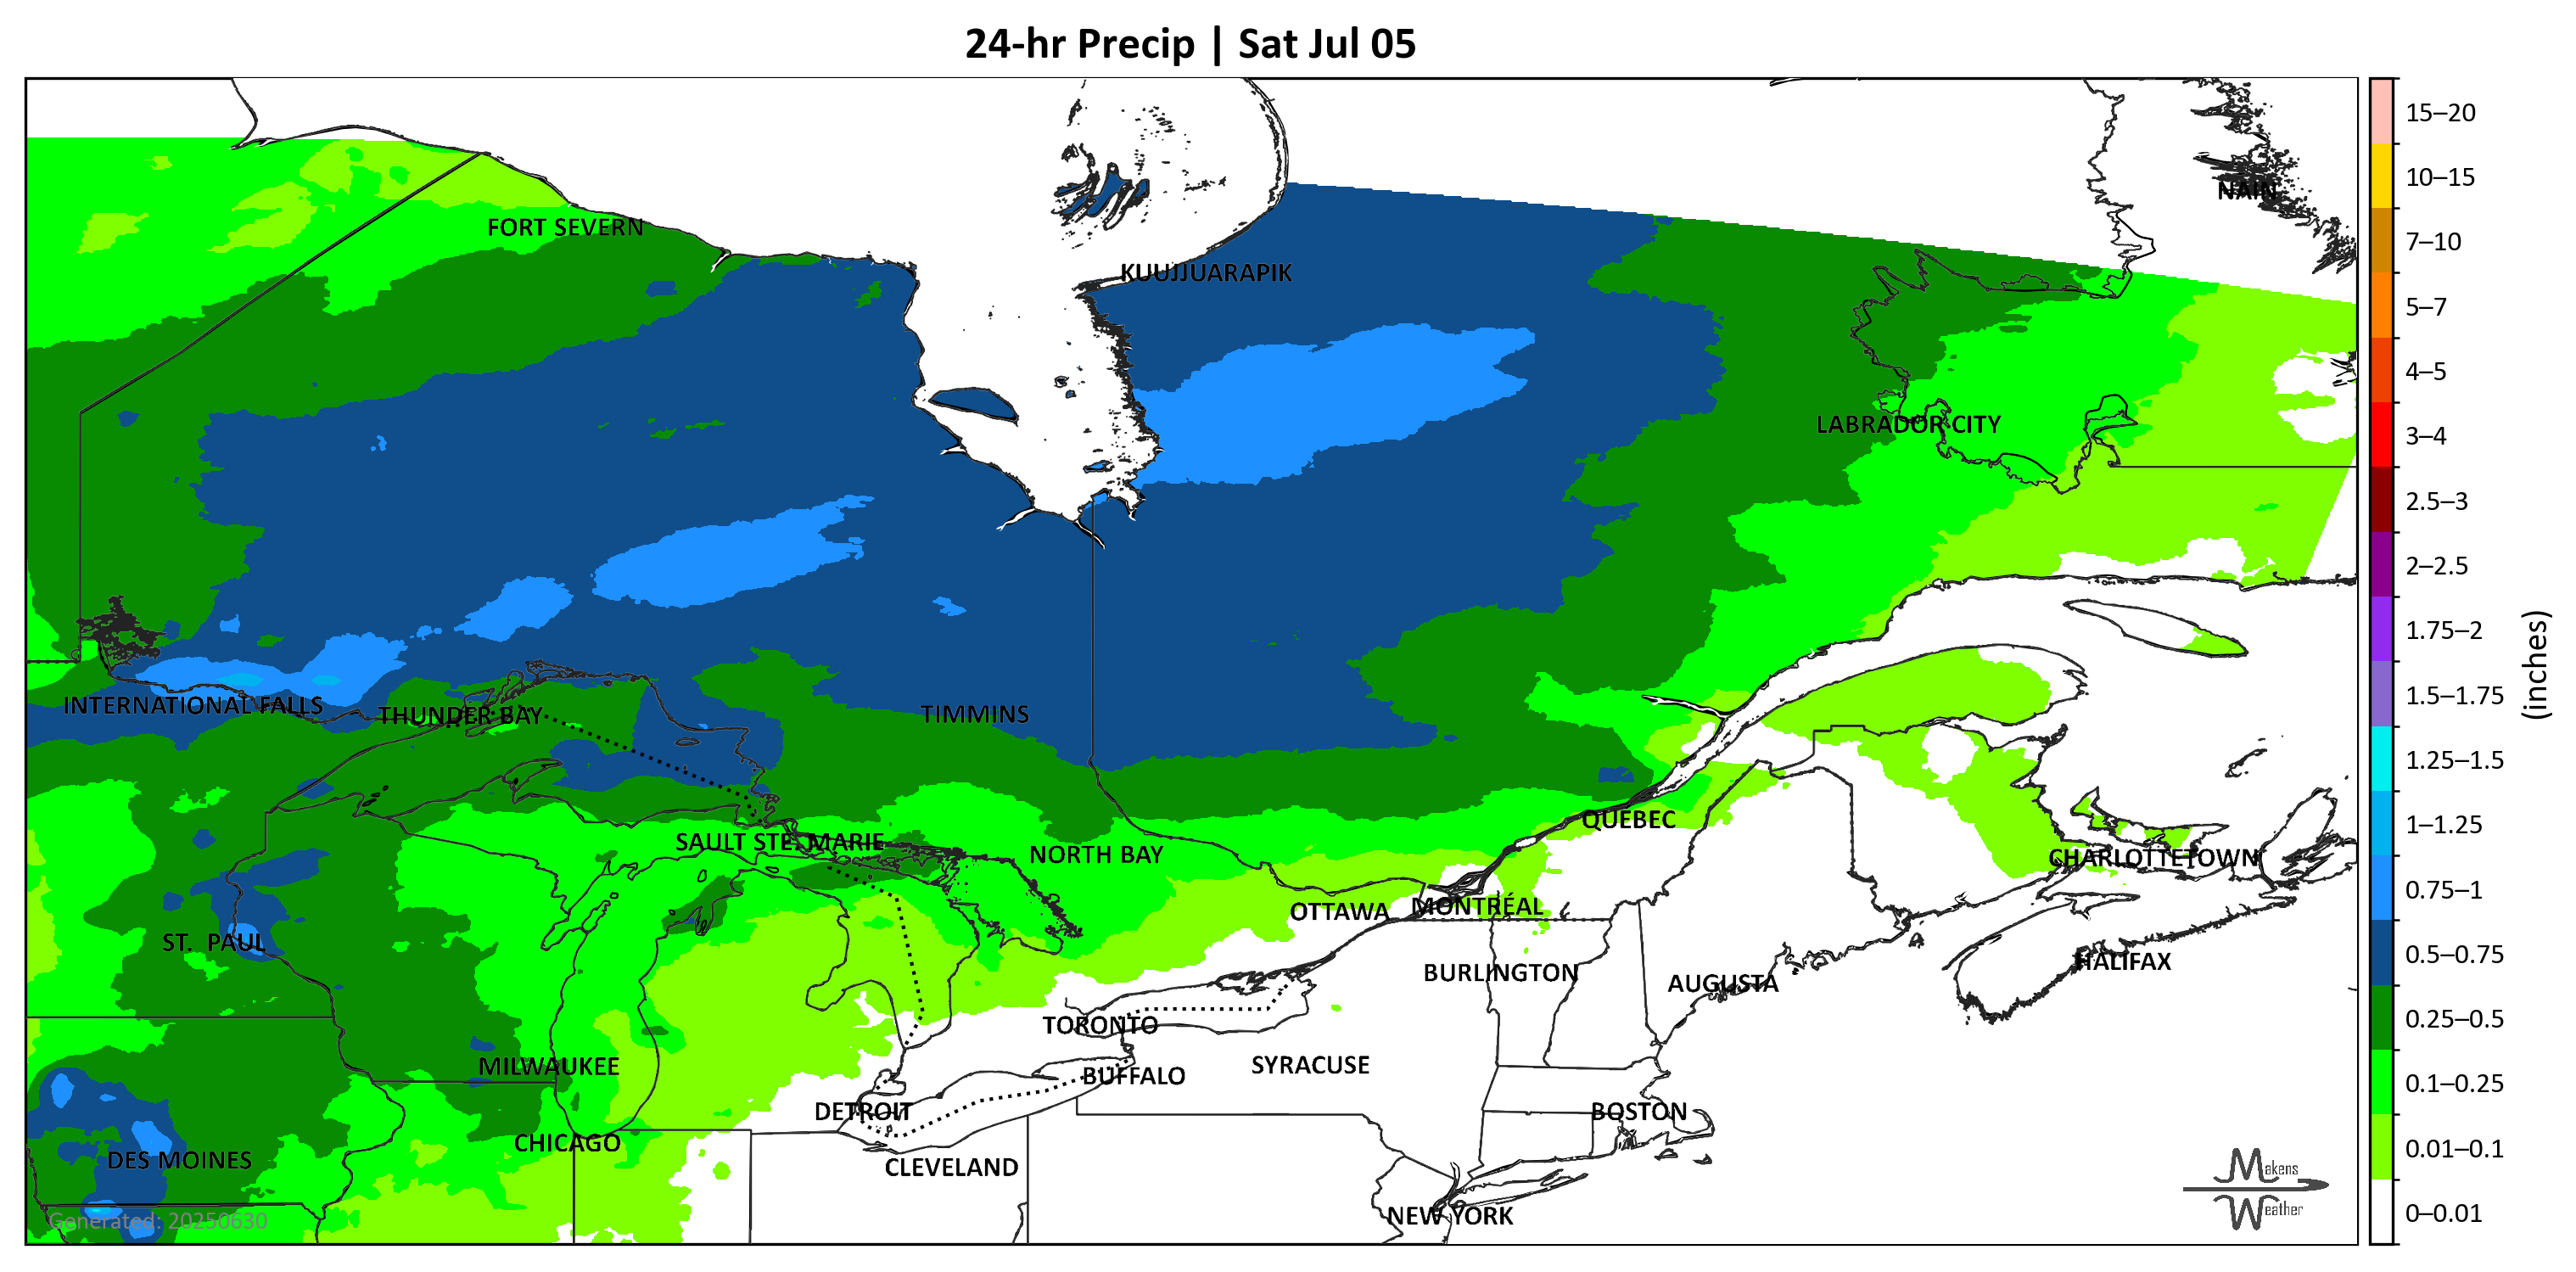 24-hr Precip | Sat Jul 05
NAIN
FORT SEVERN
KUUJJUARAPIK
LABRADOR CITY
INTERNATIONAL FALLS
THUNDER BAY
TIMMINS
QUÉBEC
SAULT STE. MARIE
NORTH BAY
CHARLOTTETOWN
OTTAWA
MONTRÉAL
ST. PAUL
HALIFAX
BURLINGTON
AUGUSTA
TORONTO
MILWAUKEE
SYRACUSE
BUFFALO
DETROIT
BOSTON
CHICAGO
DES MOINES
CLEVELAND
NEW YORK
Generated: 20250630
Makens
Weather
15–20
10–15
7–10
5–7
4–5
3–4
2.5–3
2–2.5
1.75–2
1.5–1.75
1.25–1.5
1–1.25
0.75–1
0.5–0.75
0.25–0.5
0.1–0.25
0.01–0.1
0–0.01
(inches)